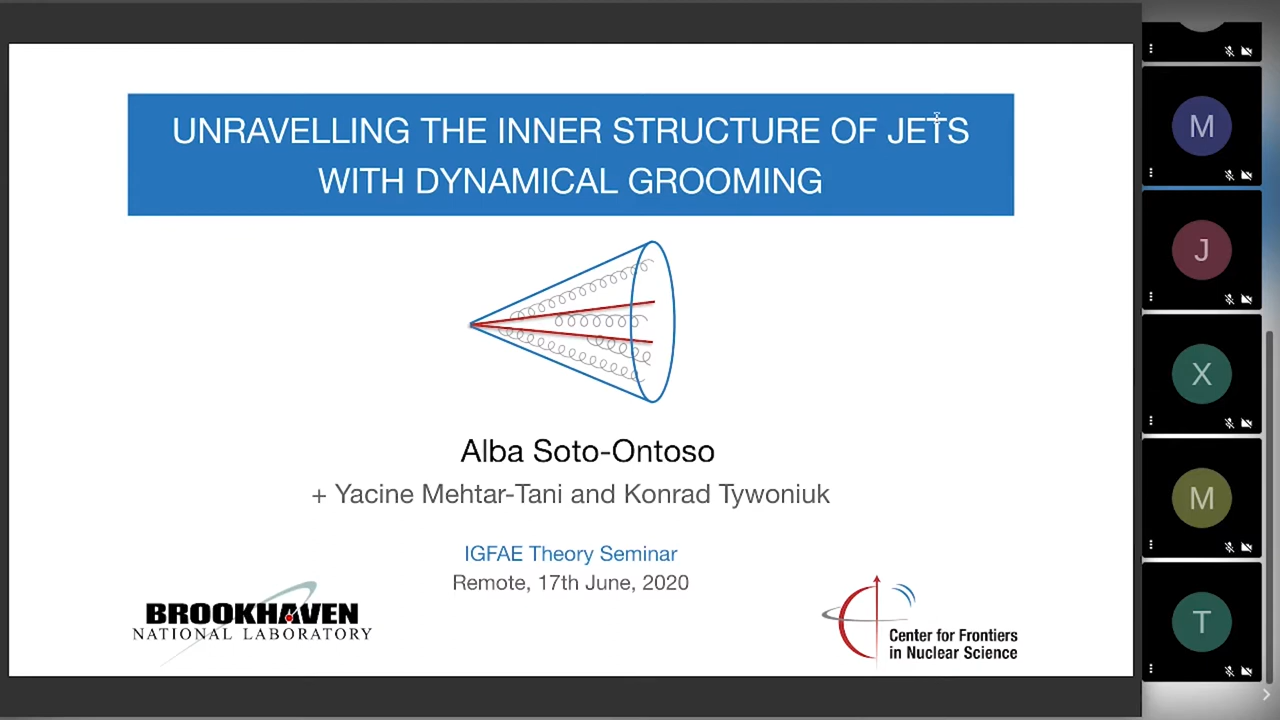 UNRAVELLING THE INNER STRUCTURE OF JETS
WITH DYNAMICAL GROOMING
Alba Soto-Ontoso
+ Yacine Mehtar-Tani and Konrad Tywoniuk
IGFAE Theory Seminar
Remote, 17th June, 2020
BROOKHAVEN
NATIONAL LABORATORY
Center for Frontiers
in Nuclear Science
M
J
X
M
T